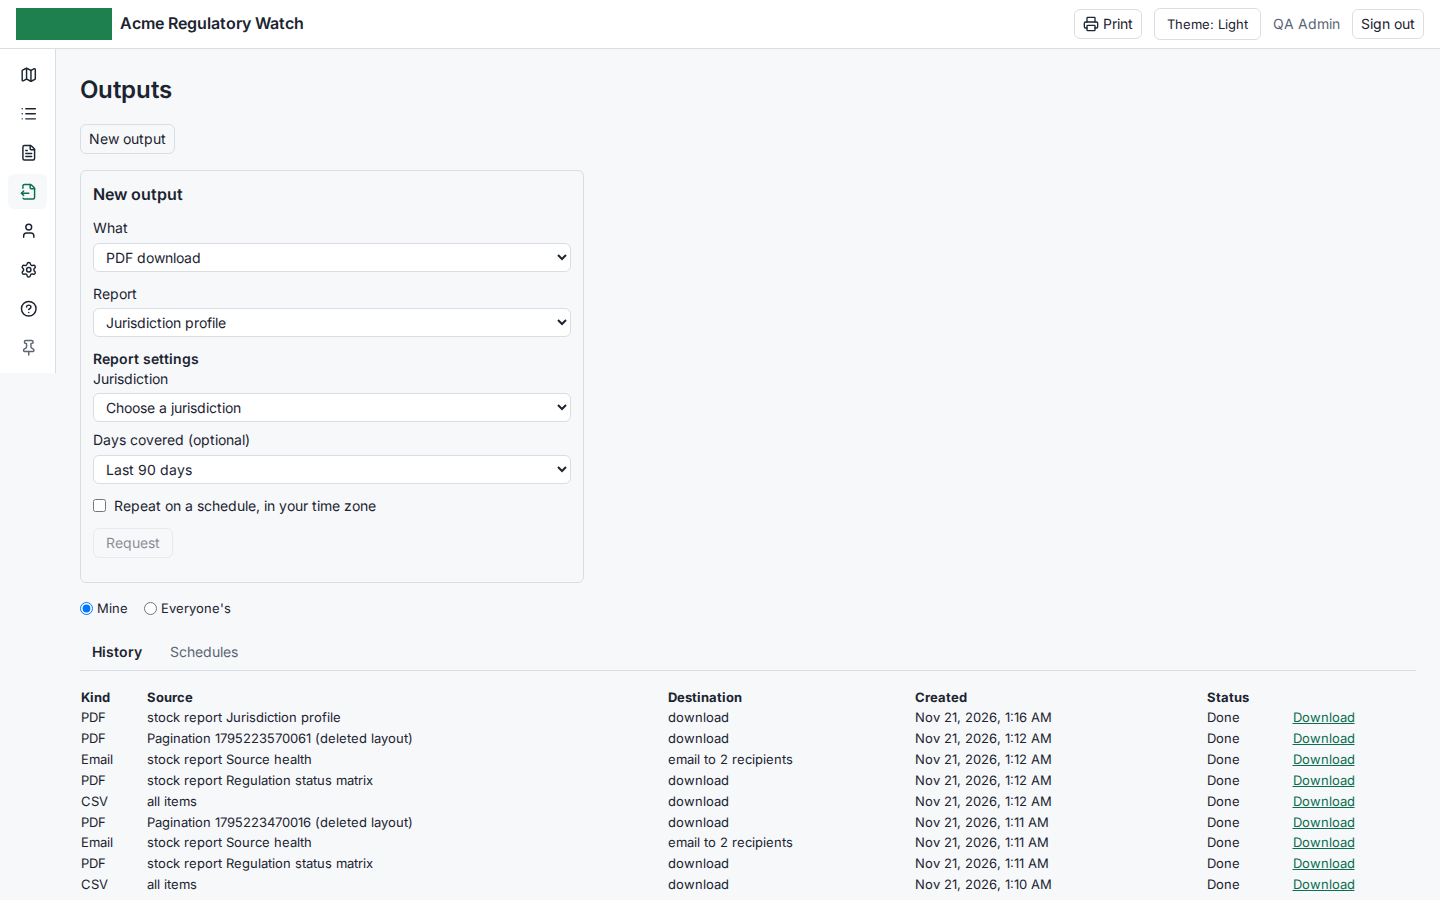 Acme Regulatory Watch
Print
Theme: Light
QA Admin
Sign out
Outputs
New output
New output
What
PDF download
Report
Jurisdiction profile
Report settings
Jurisdiction
Choose a jurisdiction
Days covered (optional)
Last 90 days
Repeat on a schedule, in your time zone
Request
Mine
Everyone's
History
Schedules
Kind Source Destination Created Status
PDF stock report Jurisdiction profile download Nov 21, 2026, 1:16 AM Done Download
PDF Pagination 1795223570061 (deleted layout) download Nov 21, 2026, 1:12 AM Done Download
Email stock report Source health email to 2 recipients Nov 21, 2026, 1:12 AM Done Download
PDF stock report Regulation status matrix download Nov 21, 2026, 1:12 AM Done Download
CSV all items download Nov 21, 2026, 1:12 AM Done Download
PDF Pagination 1795223470016 (deleted layout) download Nov 21, 2026, 1:11 AM Done Download
Email stock report Source health email to 2 recipients Nov 21, 2026, 1:11 AM Done Download
PDF stock report Regulation status matrix download Nov 21, 2026, 1:11 AM Done Download
CSV all items download Nov 21, 2026, 1:10 AM Done Download